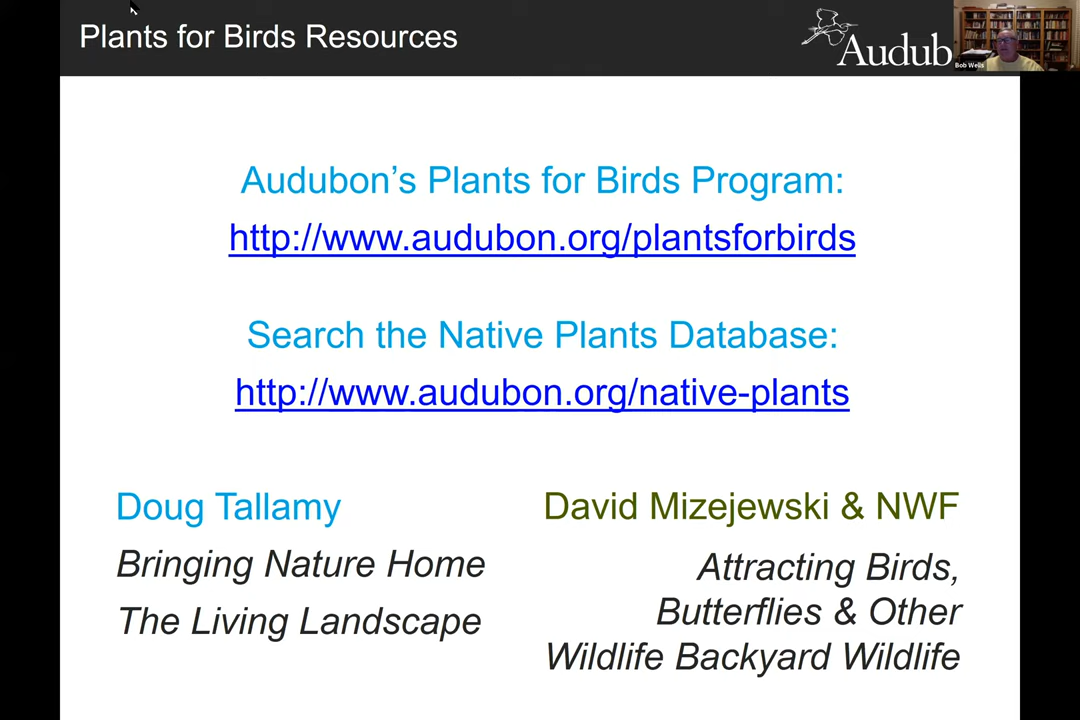 Plants for Birds Resources
Audub
Bob Wells
Audubon’s Plants for Birds Program:
http://www.audubon.org/plantsforbirds
Search the Native Plants Database:
http://www.audubon.org/native-plants
Doug Tallamy
Bringing Nature Home
The Living Landscape
David Mizejewski & NWF
Attracting Birds,
Butterflies & Other
Wildlife Backyard Wildlife